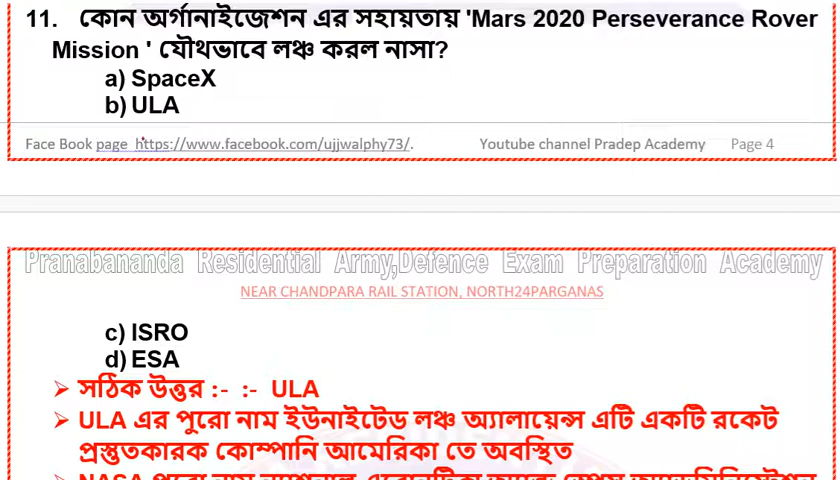 11. কোন অর্গানাইজেশন এর সহায়তায় 'Mars 2020 Perseverance Rover
Mission ' যৌথভাবে লঞ্চ করল নাসা?
a) SpaceX
b) ULA
Face Book page https://www.facebook.com/ujjwalphy73/. Youtube channel Pradep Academy Page 4
Pranabananda Residential Army,Defence Exam Preparation Academy
NEAR CHANDPARA RAIL STATION, NORTH24PARGANAS
c) ISRO
d) ESA
➢ সঠিক উত্তর :- :- ULA
➢ ULA এর পুরো নাম ইউনাইটেড লঞ্চ অ্যালায়েন্স এটি একটি রকেট
প্রস্তুতকারক কোম্পানি আমেরিকা তে অবস্থিত
➢ NASA পুরো নাম ন্যাশনাল